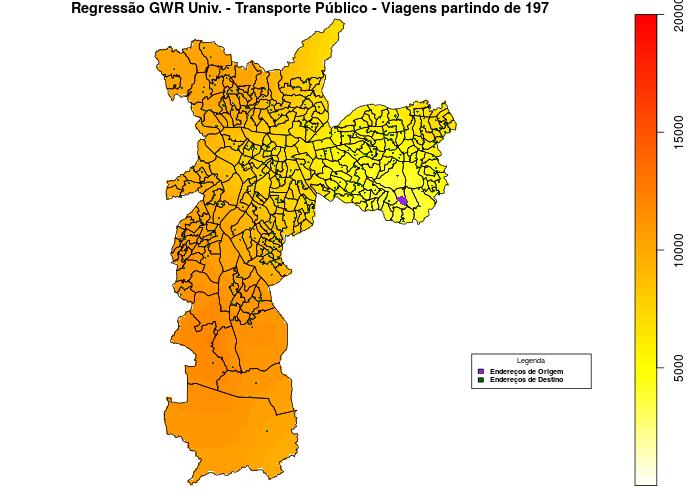 Regressão GWR Univ. - Transporte Público - Viagens partindo de 197
20000
15000
10000
5000
Legenda
Endereços de Origem
Endereços de Destino